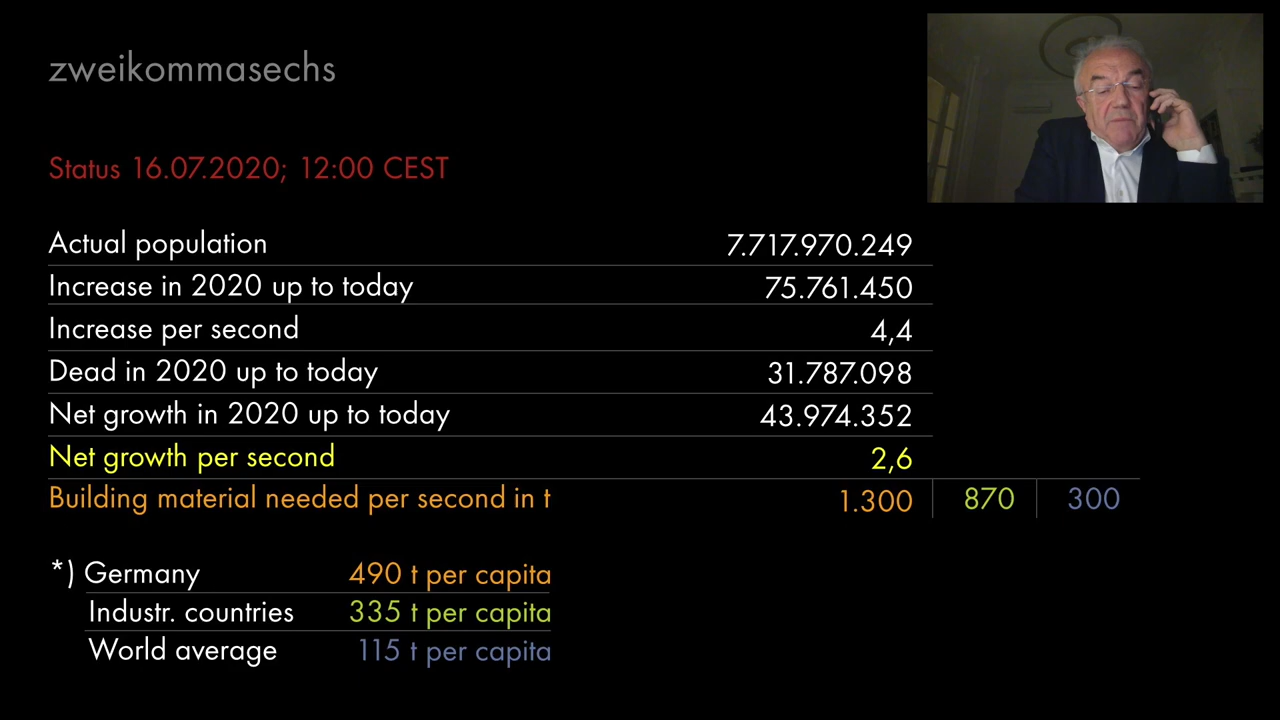 zweikommasechs
Status 16.07.2020; 12:00 CEST
Actual population 7.717.970.249
Increase in 2020 up to today 75.761.450
Increase per second 4,4
Dead in 2020 up to today 31.787.098
Net growth in 2020 up to today 43.974.352
Net growth per second 2,6
Building material needed per second in t 1.300 870 300
*) Germany 490 t per capita
Industr. countries 335 t per capita
World average 115 t per capita